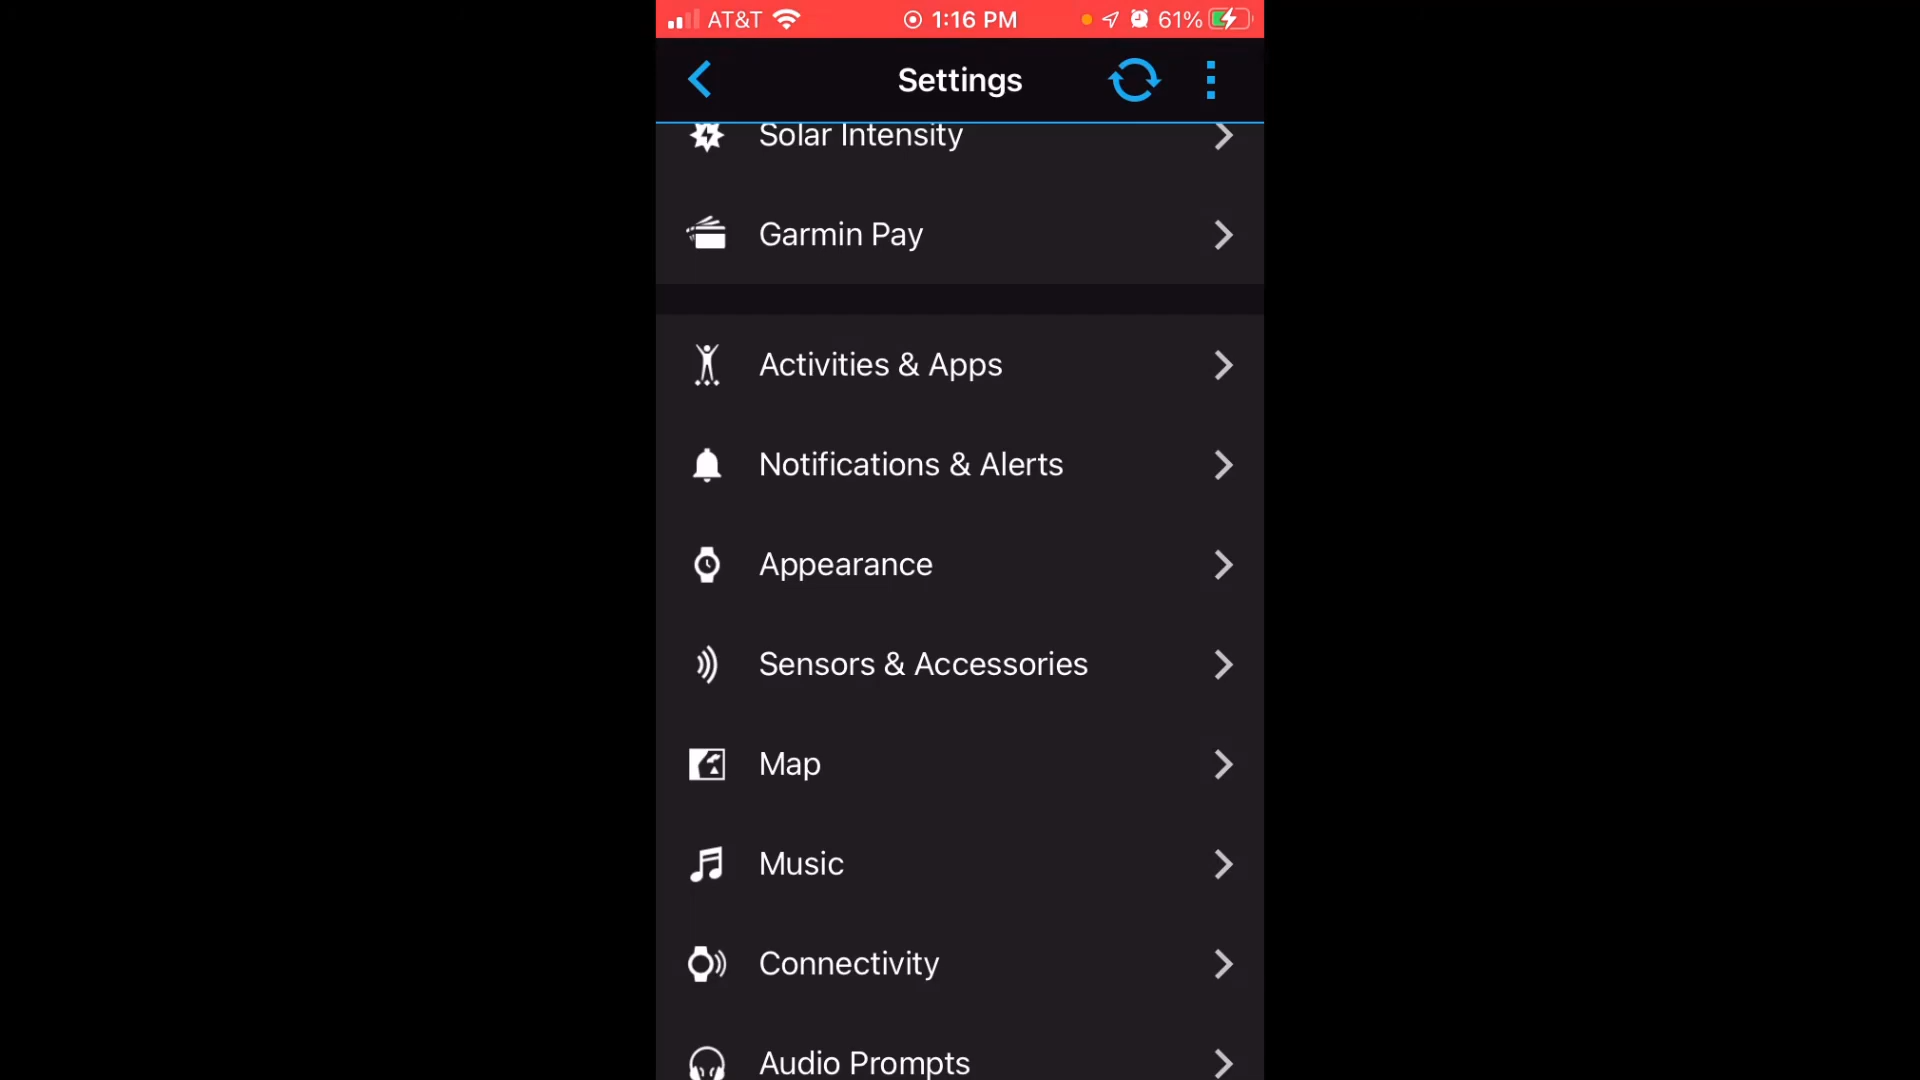 AT&T 1:16 PM 61%
Settings
Solar Intensity
Garmin Pay
Activities & Apps
Notifications & Alerts
Appearance
Sensors & Accessories
Map
Music
Connectivity
Audio Prompts